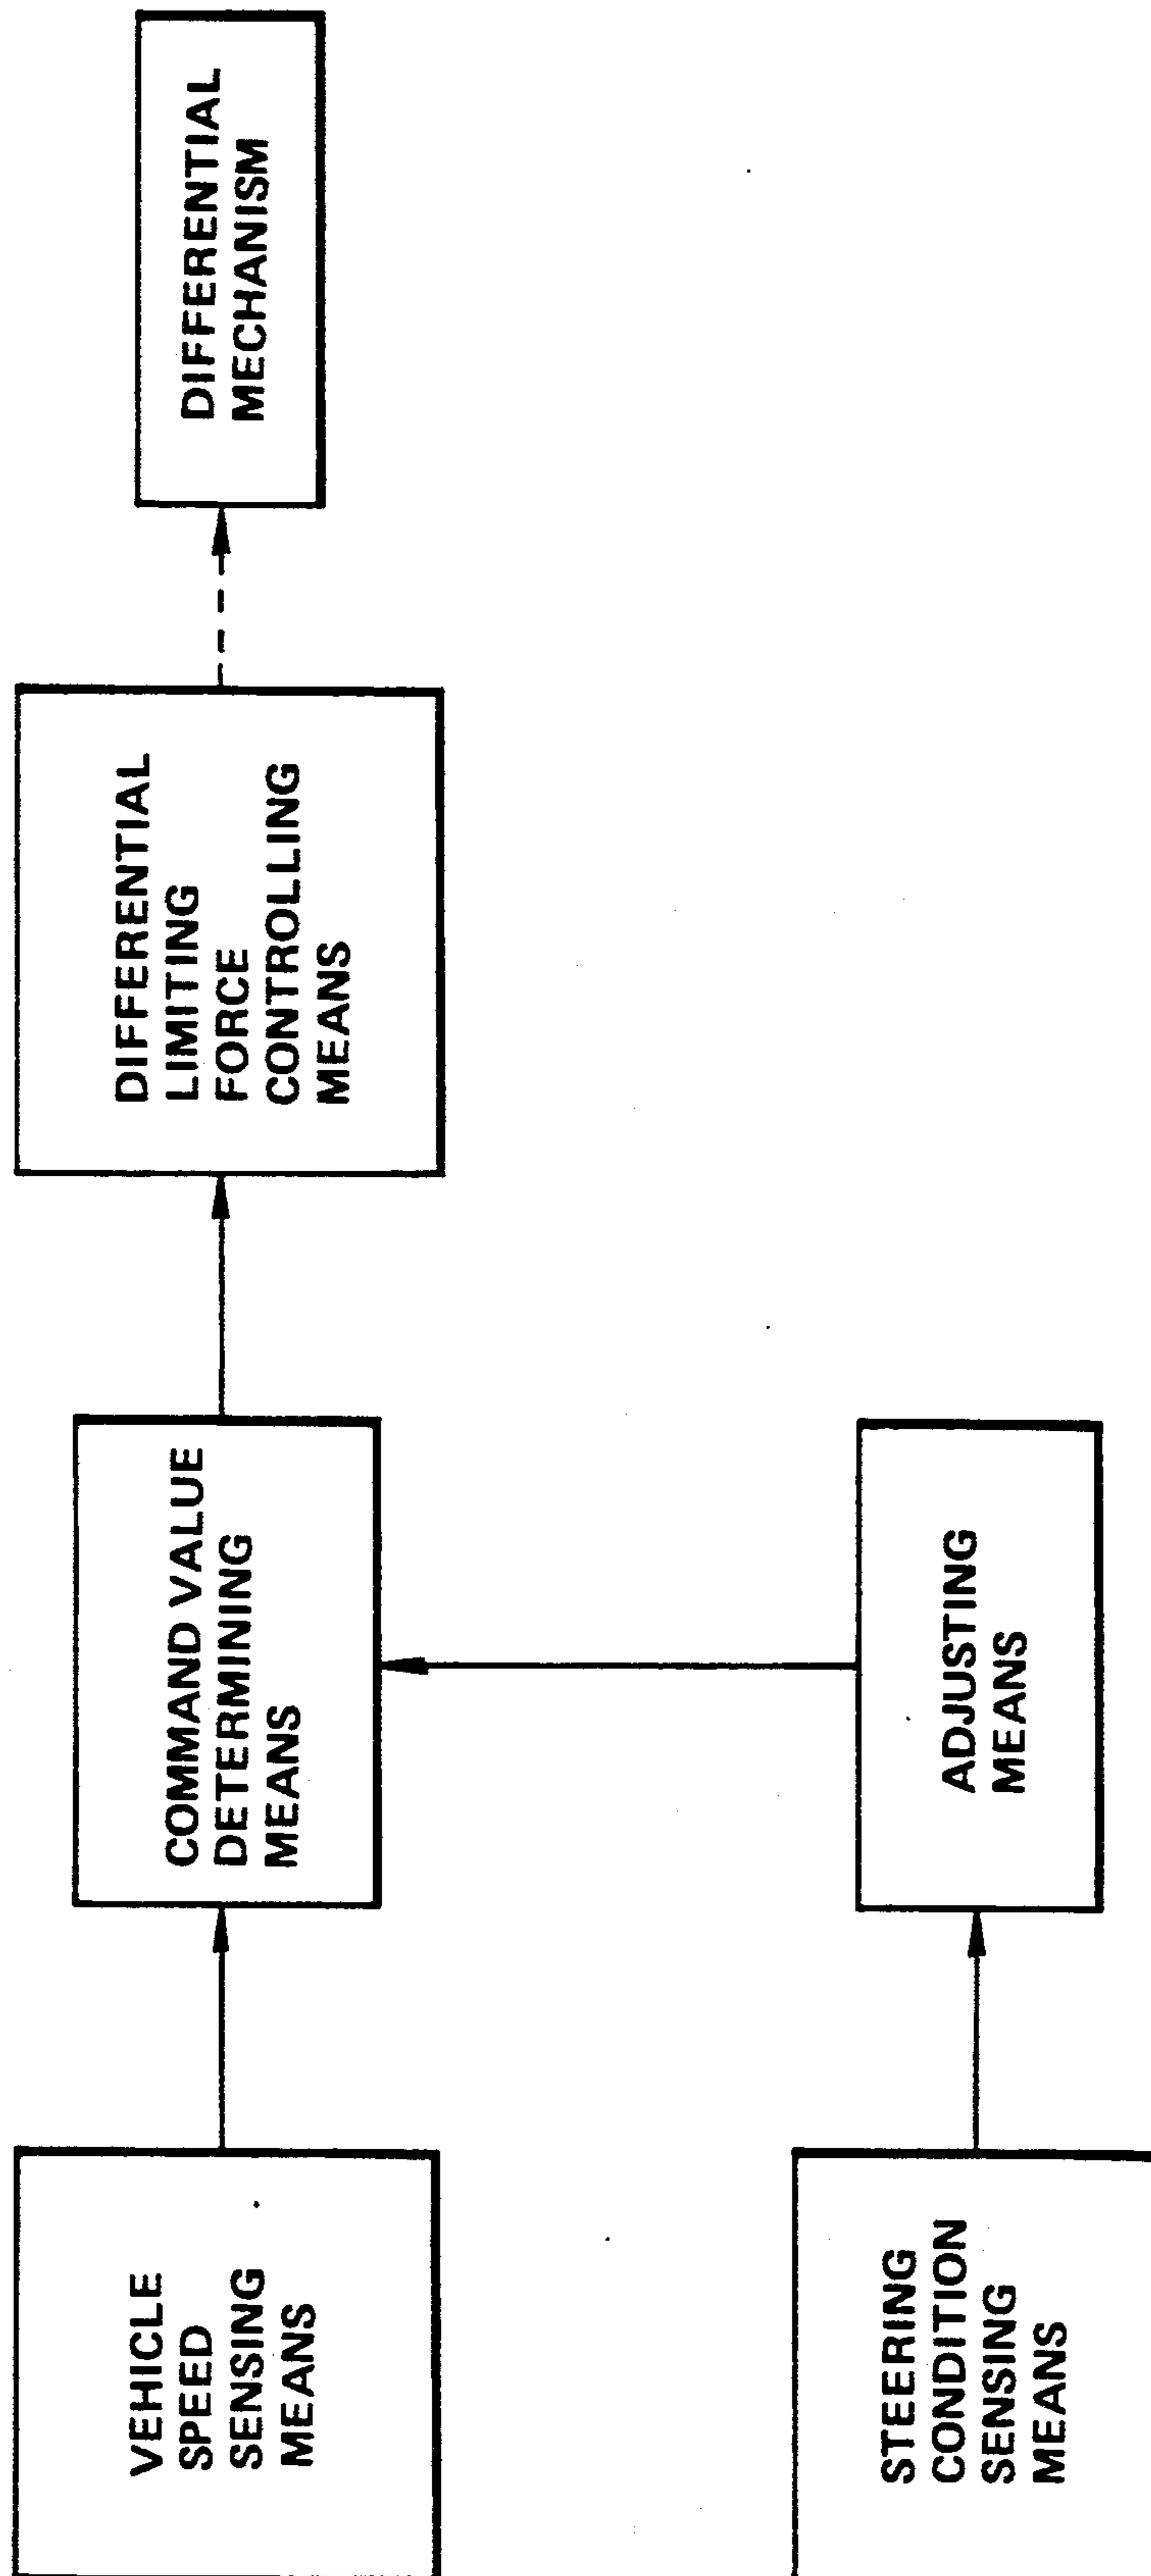 VEHICLE
SPEED
SENSING
MEANS
COMMAND VALUE
DETERMINING
MEANS
DIFFERENTIAL
LIMITING
FORCE
CONTROLLING
MEANS
DIFFERENTIAL
MECHANISM
STEERING
CONDITION
SENSING
MEANS
ADJUSTING
MEANS